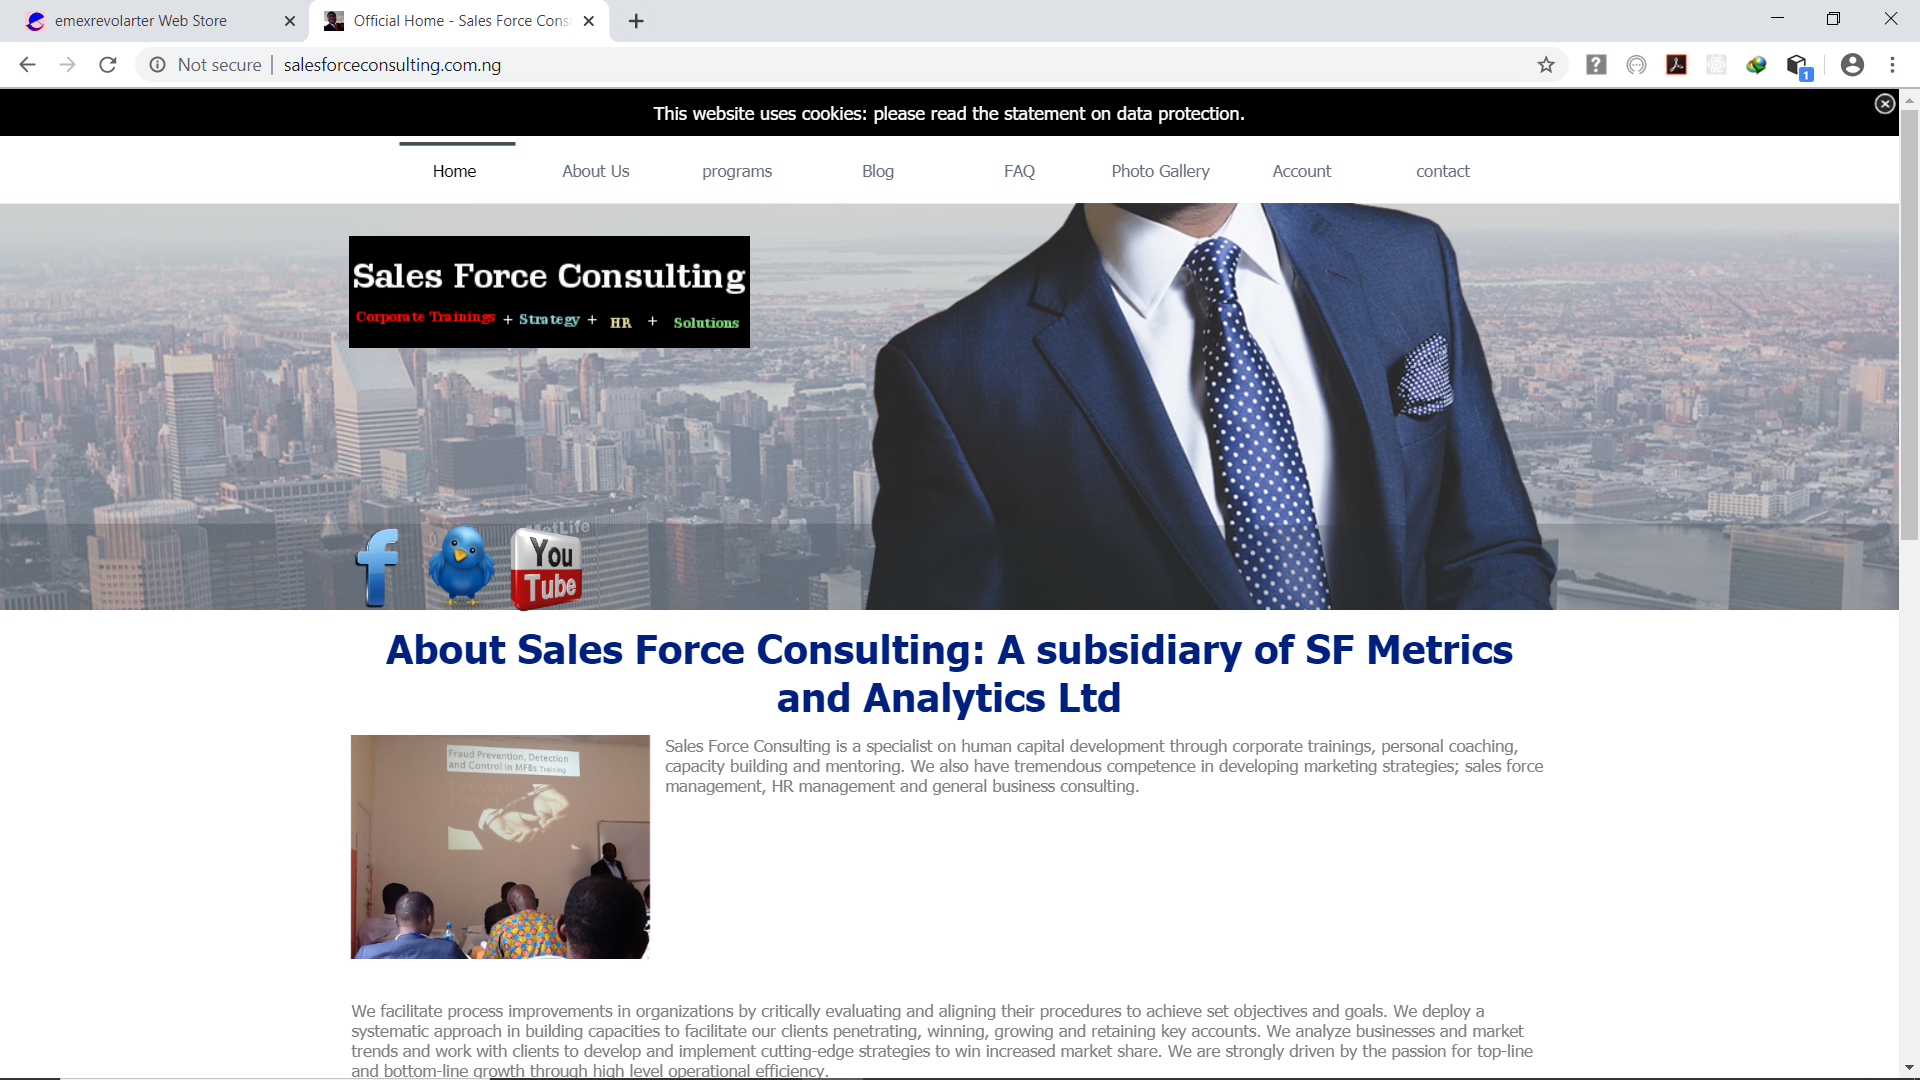 emexrevolarter Web Store
Official Home - Sales Force Cons
Not secure
salesforceconsulting.com.ng
1
This website uses cookies: please read the statement on data protection.
Home
About Us
programs
Blog
FAQ
Photo Gallery
Account
contact
Sales Force Consulting
Corporate Trainings + Strategy + HR + Solutions
MetLife
You
Tube
About Sales Force Consulting: A subsidiary of SF Metrics
and Analytics Ltd
Fraud Prevention, Detection
and Control in MFBs Training
Sales Force Consulting is a specialist on human capital development through corporate trainings, personal coaching,
capacity building and mentoring. We also have tremendous competence in developing marketing strategies; sales force
management, HR management and general business consulting.
We facilitate process improvements in organizations by critically evaluating and aligning their procedures to achieve set objectives and goals. We deploy a
systematic approach in building capacities to facilitate our clients penetrating, winning, growing and retaining key accounts. We analyze businesses and market
trends and work with clients to develop and implement cutting-edge strategies to win increased market share. We are strongly driven by the passion for top-line
and bottom-line growth through high level operational efficiency.